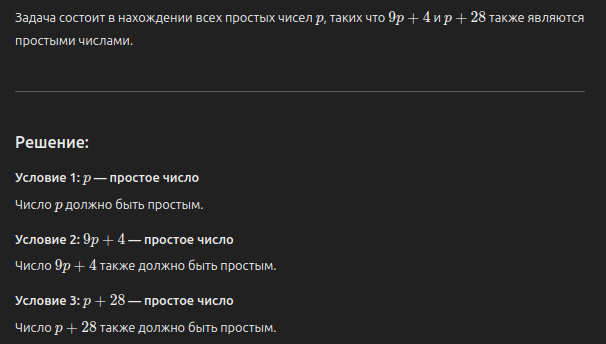 Задача состоит в нахождении всех простых чисел p, таких что 9p + 4 и p + 28 также являются
простыми числами.
Решение:
Условие 1: p — простое число
Число p должно быть простым.
Условие 2: 9p + 4 — простое число
Число 9p + 4 также должно быть простым.
Условие 3: p + 28 — простое число
Число p + 28 также должно быть простым.